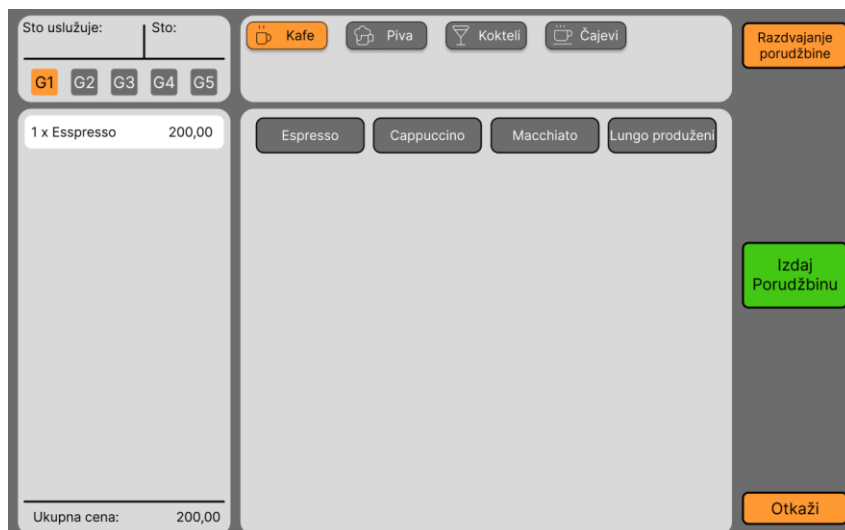 Sto uslužuje: Sto:
G1 G2 G3 G4 G5
Kafe Piva Kokteli Čajevi
Razdvajanje
porudžbine
1 x Esspresso 200,00
Espresso Cappuccino Macchiato Lungo produženi
Izdaj
Porudžbinu
Ukupna cena: 200,00
Otkaži